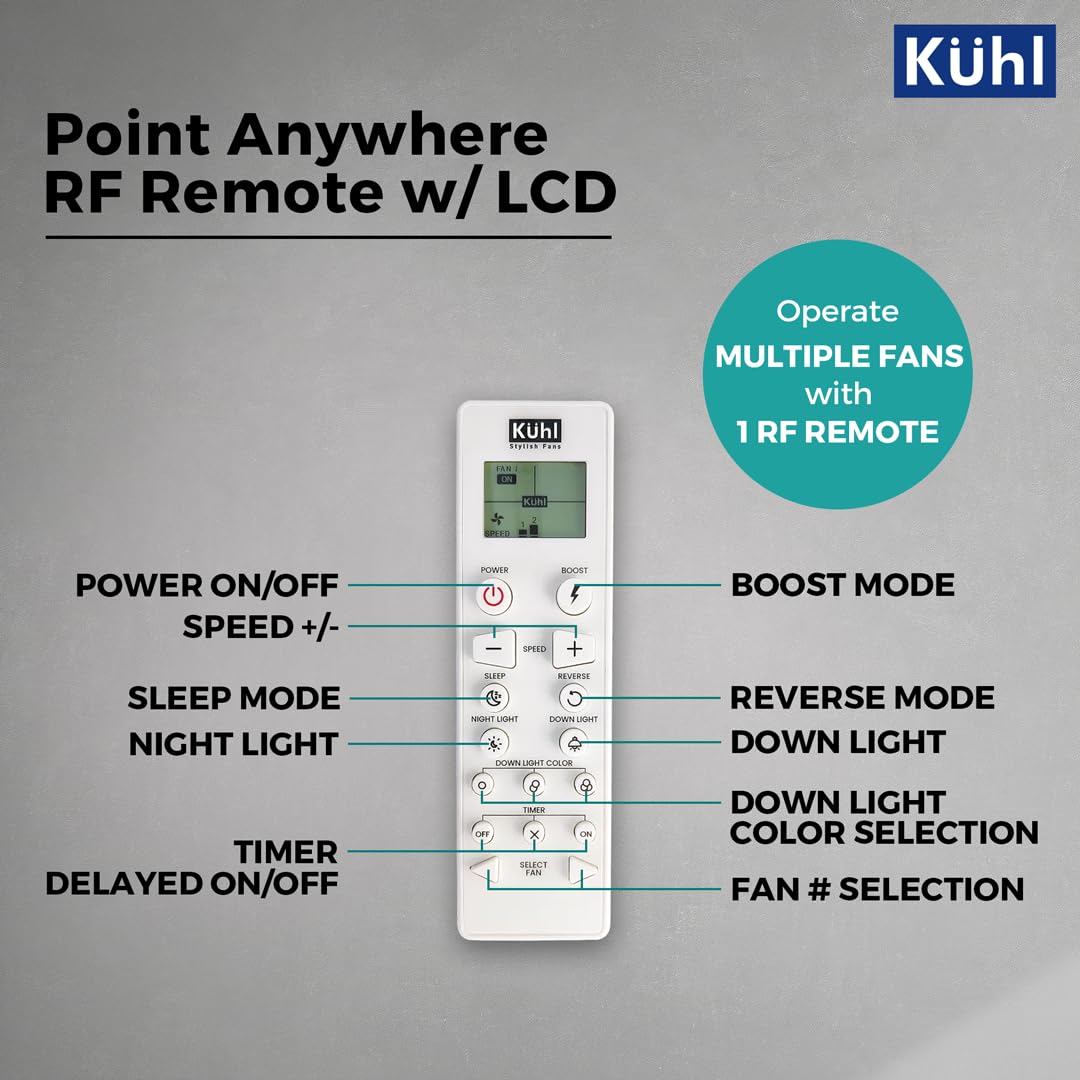 Kühl
Point Anywhere
RF Remote w/ LCD
Operate
MULTIPLE FANS
with
1 RF REMOTE
Kühl
Stylish Fans
FAN 1
ON
Kühl
1 2
SPEED
POWER BOOST
POWER ON/OFF
BOOST MODE
SPEED +/-
− SPEED +
SLEEP REVERSE
SLEEP MODE
REVERSE MODE
NIGHT LIGHT DOWN LIGHT
NIGHT LIGHT
DOWN LIGHT
DOWN LIGHT COLOR
DOWN LIGHT
COLOR SELECTION
TIMER
OFF ON
TIMER
DELAYED ON/OFF
SELECT
FAN
FAN # SELECTION